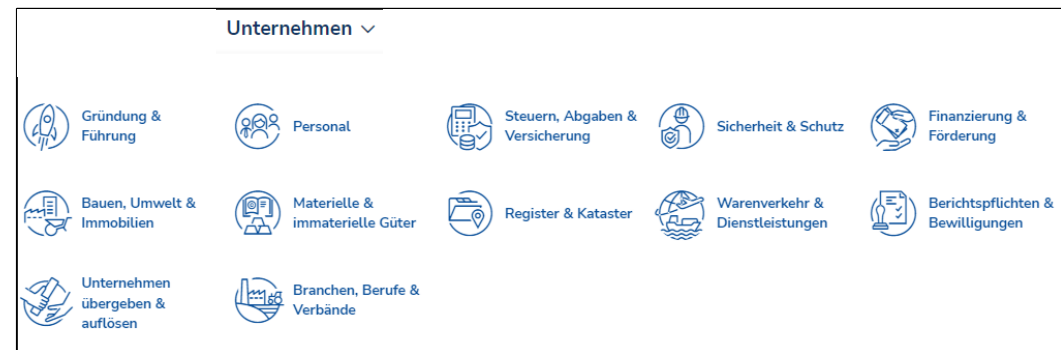 Unternehmen
Gründung &
Führung
Personal
Steuern, Abgaben &
Versicherung
Sicherheit & Schutz
Finanzierung &
Förderung
Bauen, Umwelt &
Immobilien
Materielle &
immaterielle Güter
Register & Kataster
Warenverkehr &
Dienstleistungen
Berichtspflichten &
Bewilligungen
Unternehmen
übergeben &
auflösen
Branchen, Berufe &
Verbände